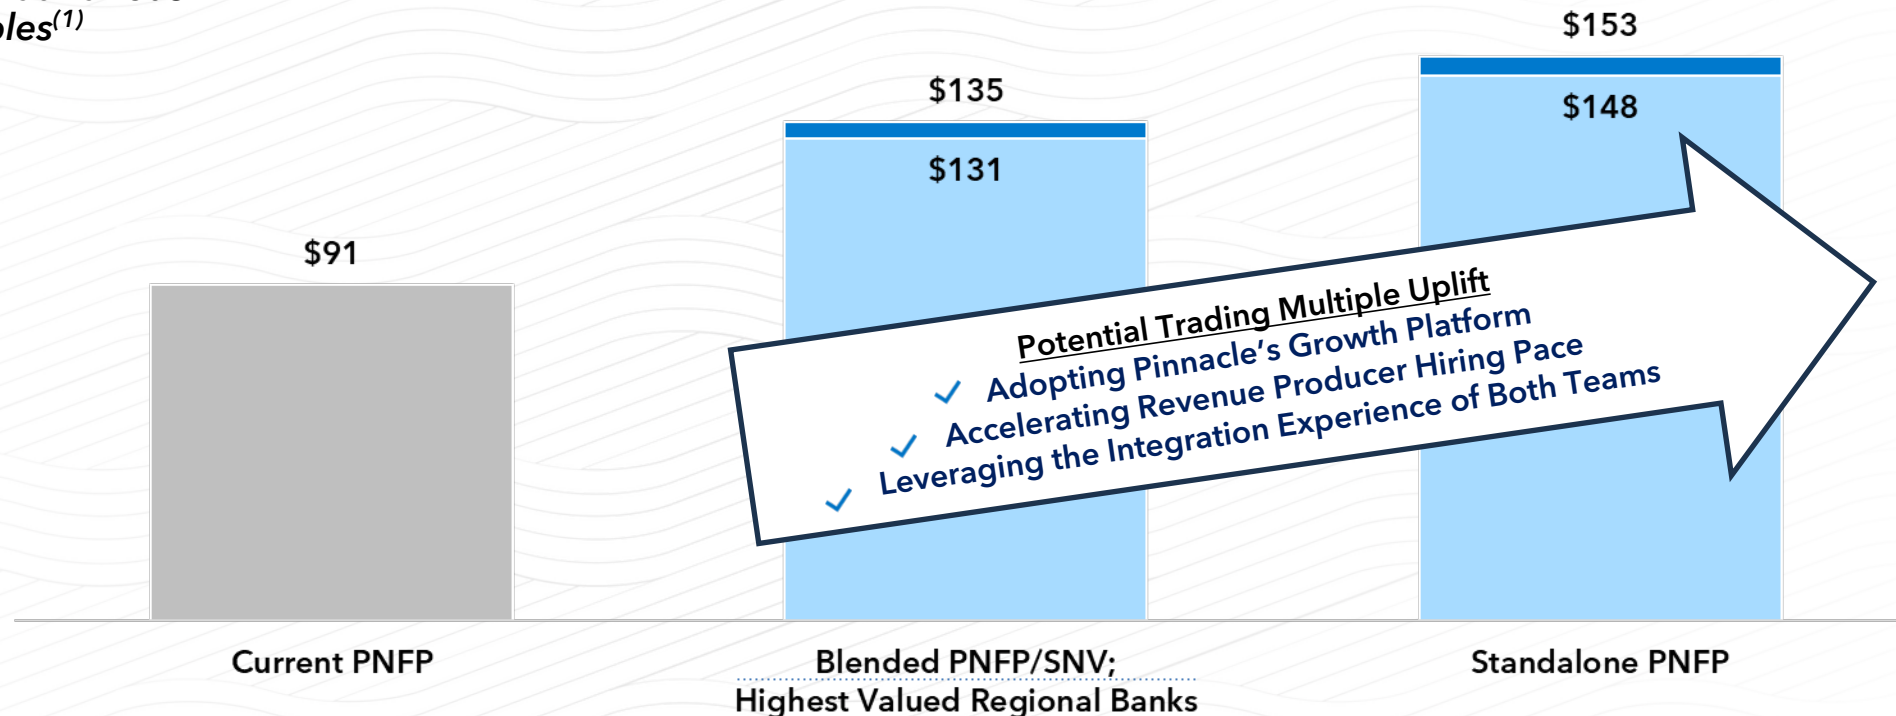 (1)
$153
$135
$148
$131
$91
Potential Trading Multiple Uplift
Adopting Pinnacle’s Growth Platform
Accelerating Revenue Producer Hiring Pace
Leveraging the Integration Experience of Both Teams
Current PNFP
Blended PNFP/SNV;
Highest Valued Regional Banks
Standalone PNFP